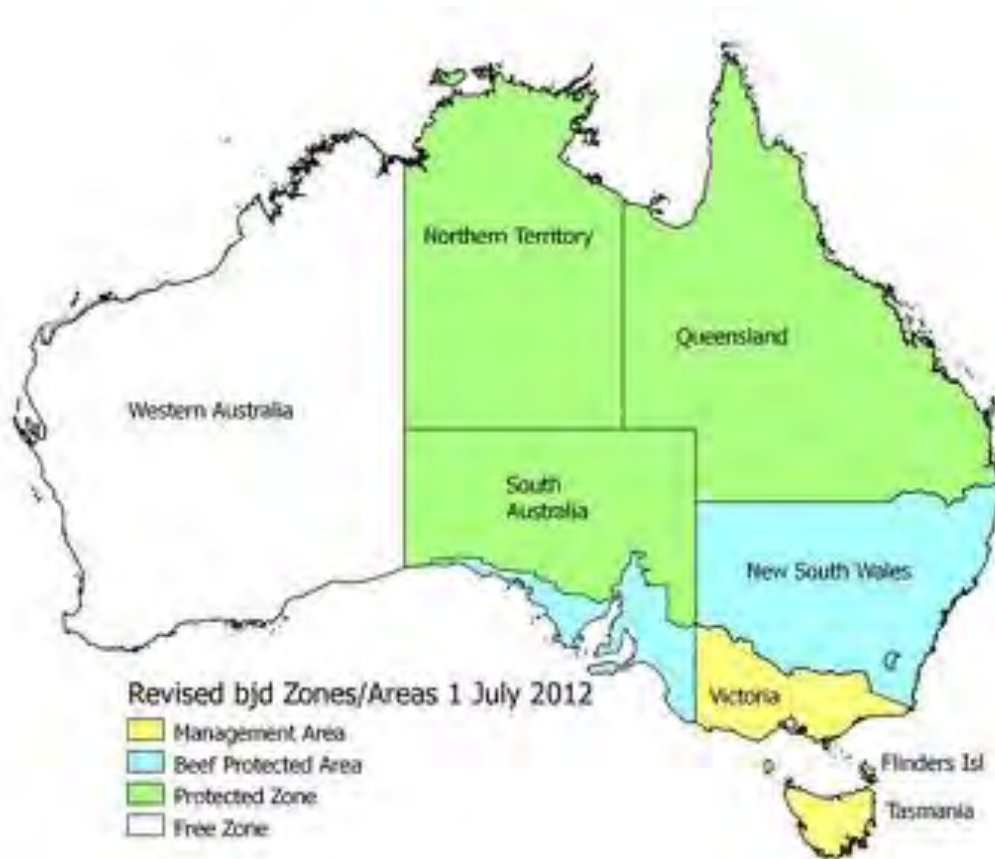 Northern Territory
Queensland
Western Australia
South
Australia
New South Wales
Revised bjd Zones/Areas 1 July 2012
Victoria
Management Area
Beef Protected Area
Flinders Isl
Protected Zone
Tasmania
Free Zone